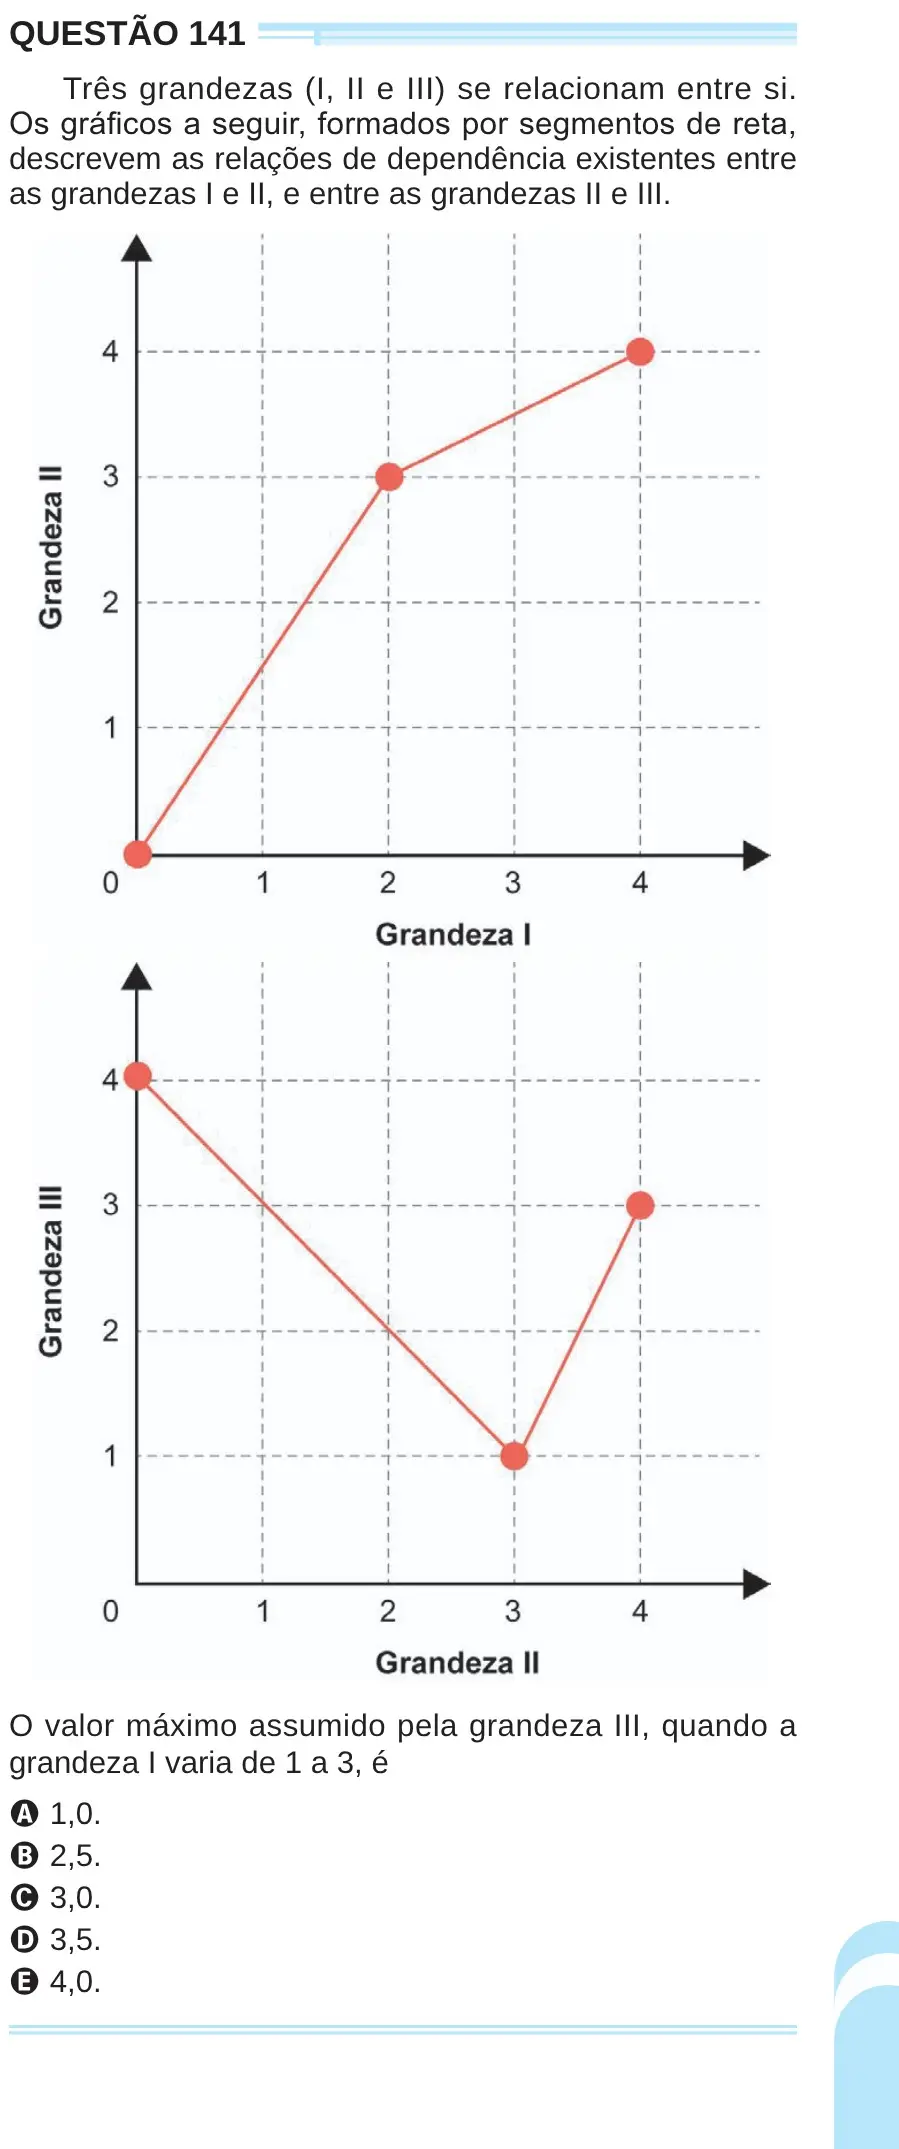 QUESTÃO 141
Três grandezas (I, II e III) se relacionam entre si.
Os gráficos a seguir, formados por segmentos de reta,
descrevem as relações de dependência existentes entre
as grandezas I e II, e entre as grandezas II e III.
4
3
2
1
0
1 2 3 4
Grandeza II
Grandeza I
4
3
2
1
0
1 2 3 4
Grandeza III
Grandeza II
O valor máximo assumido pela grandeza III, quando a
grandeza I varia de 1 a 3, é
A 1,0.
B 2,5.
C 3,0.
D 3,5.
E 4,0.